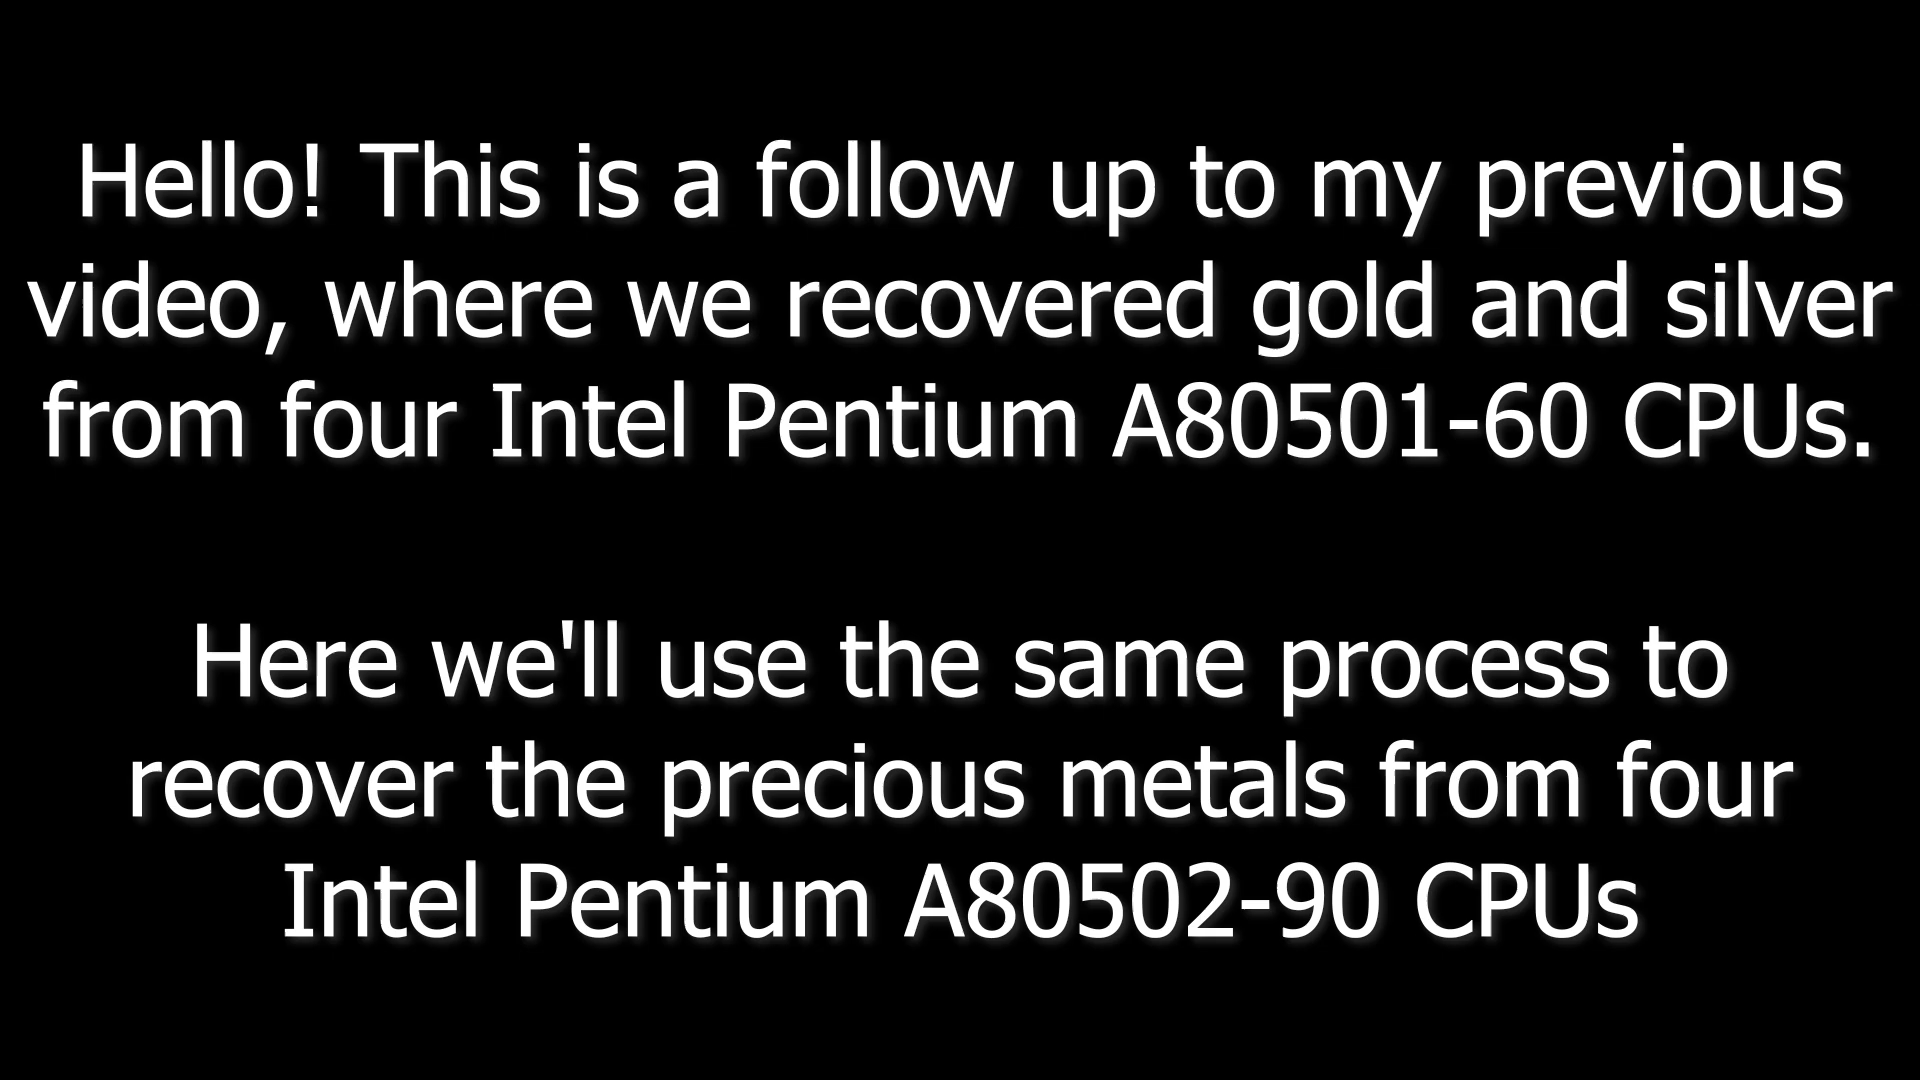 Hello! This is a follow up to my previous
video, where we recovered gold and silver
from four Intel Pentium A80501-60 CPUs.
Here we'll use the same process to
recover the precious metals from four
Intel Pentium A80502-90 CPUs